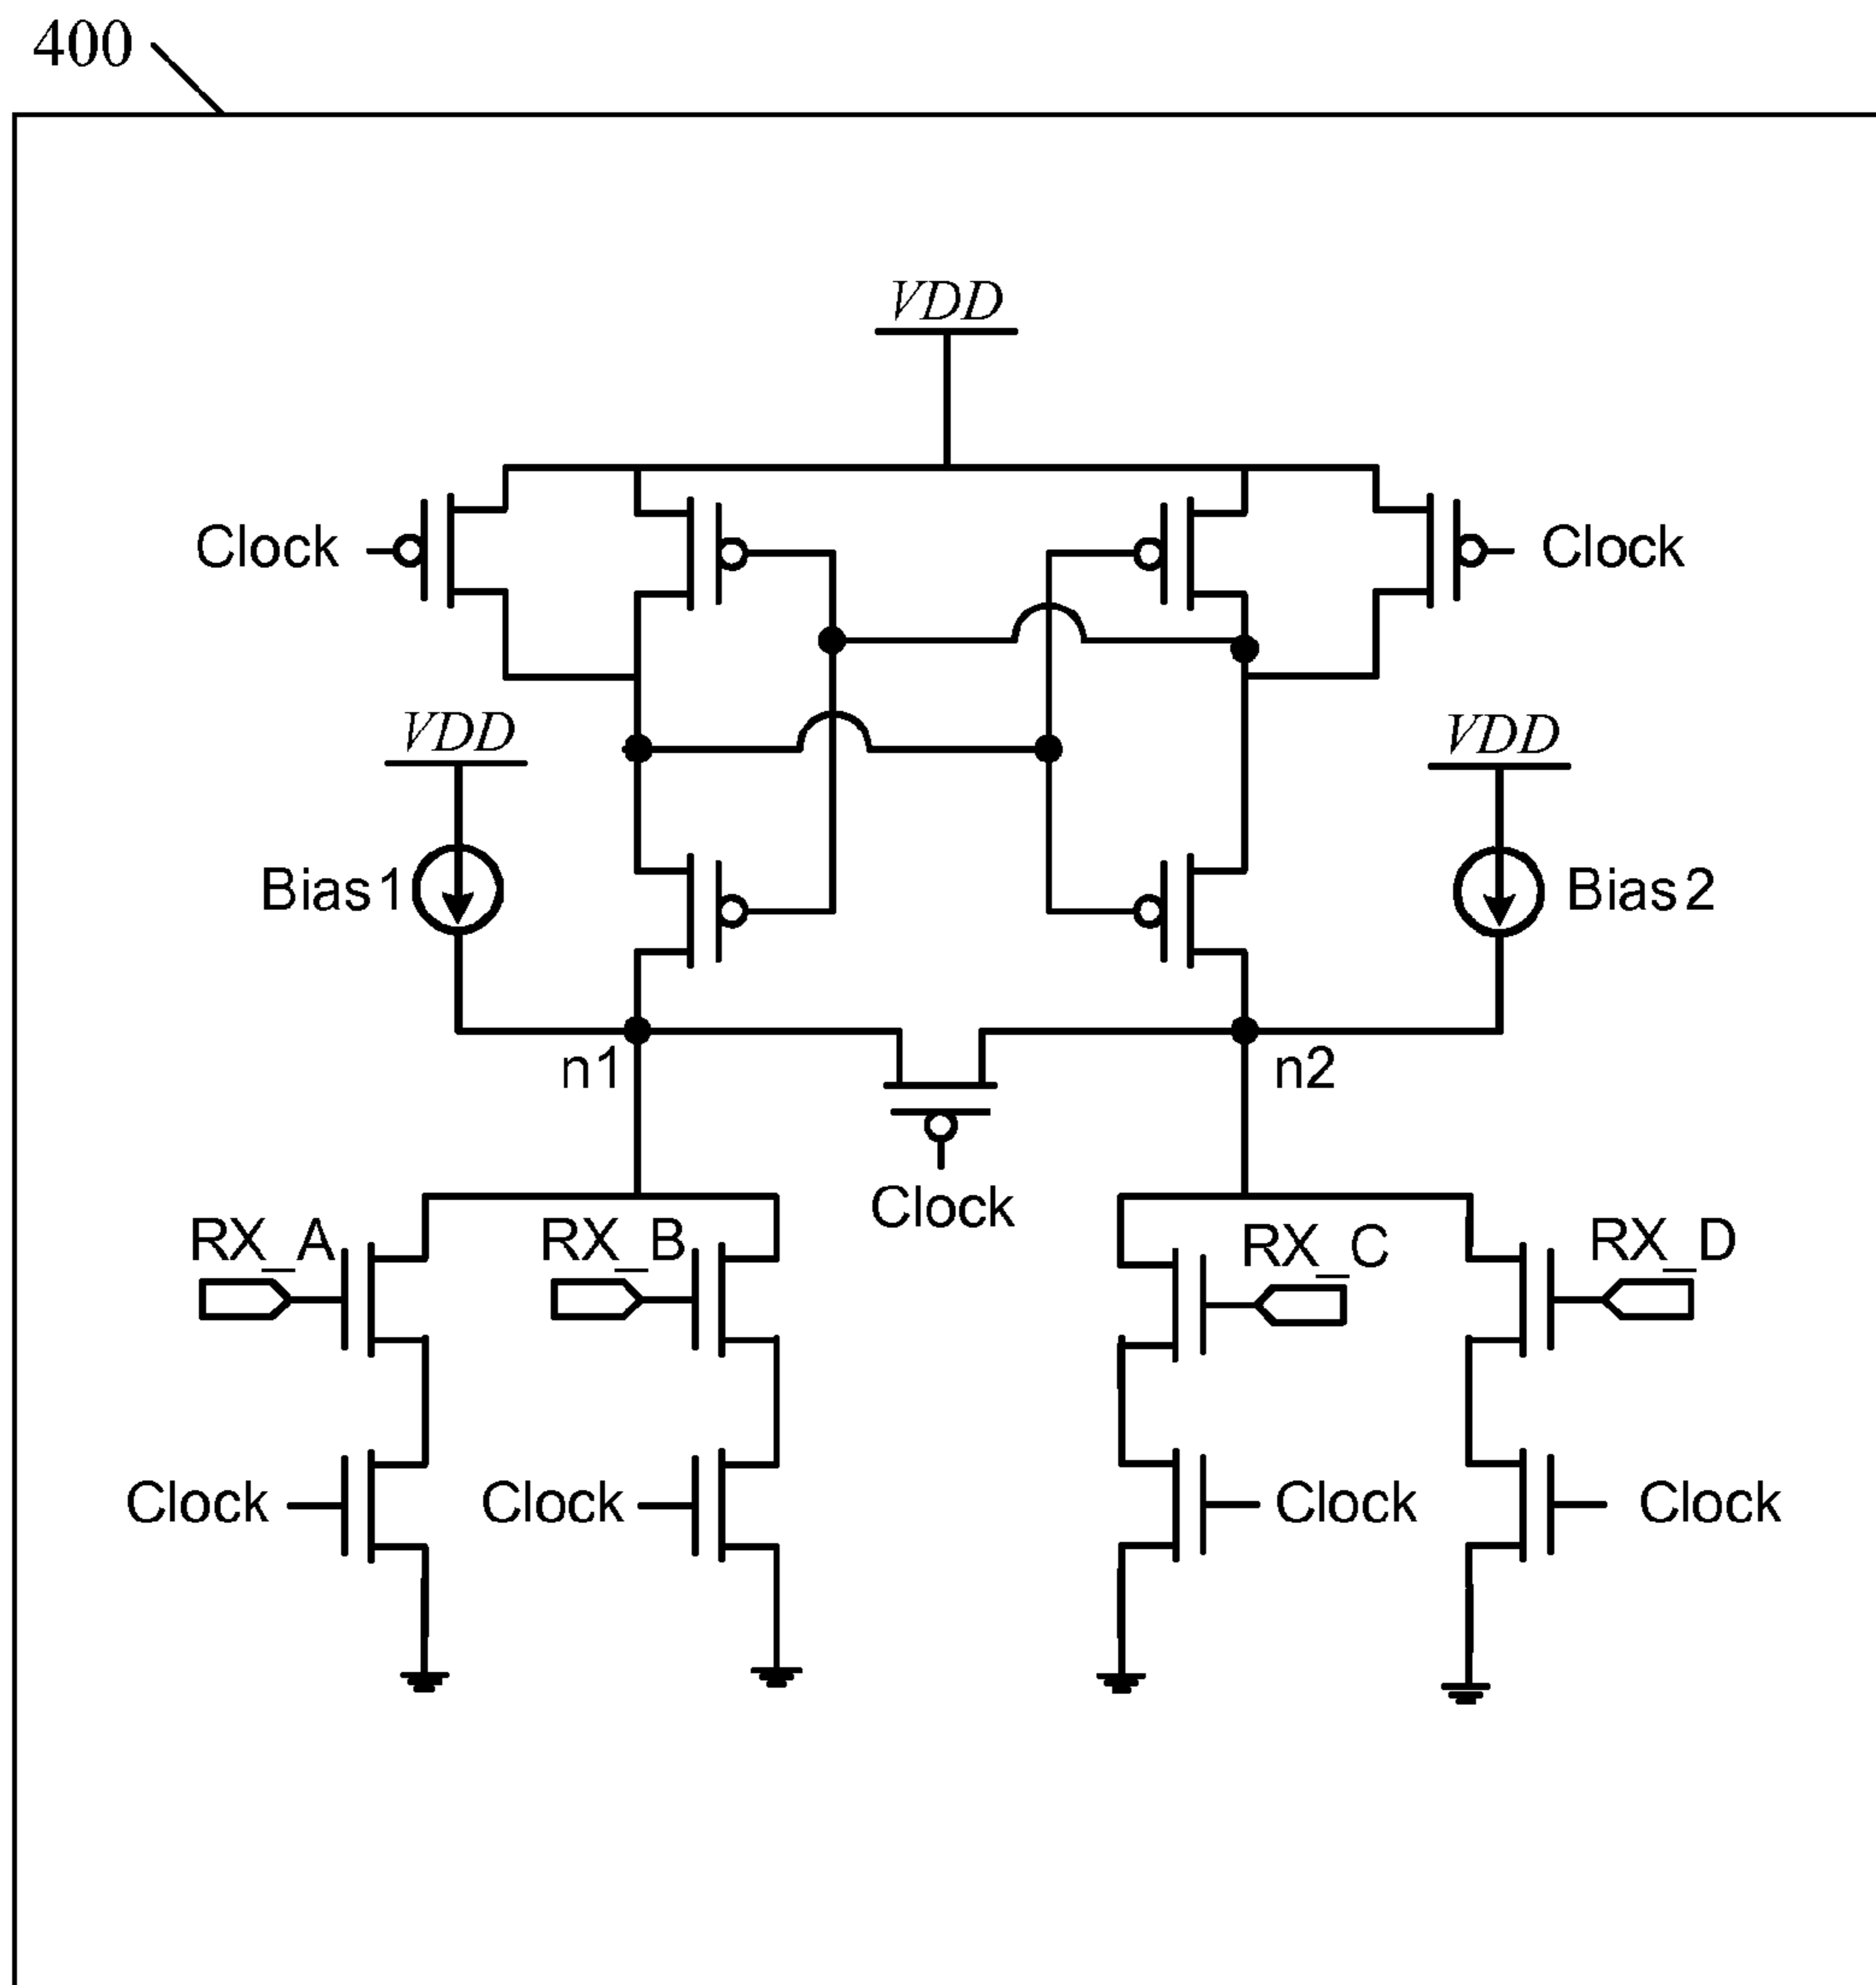 400
VDD
Clock
Clock
VDD
VDD
Bias1
Bias2
n1
n2
Clock
RX_A
RX_B
RX_C
RX_D
Clock
Clock
Clock
Clock